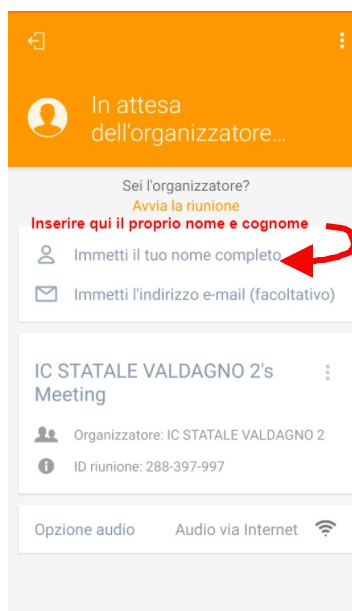 In attesa
dell'organizzatore...
Sei l'organizzatore?
Avvia la riunione
Inserire qui il proprio nome e cognome
Immetti il tuo nome completo
Immetti l'indirizzo e-mail (facoltativo)
IC STATALE VALDAGNO 2's
Meeting
Organizzatore: IC STATALE VALDAGNO 2
ID riunione: 288-397-997
Opzione audio Audio via Internet